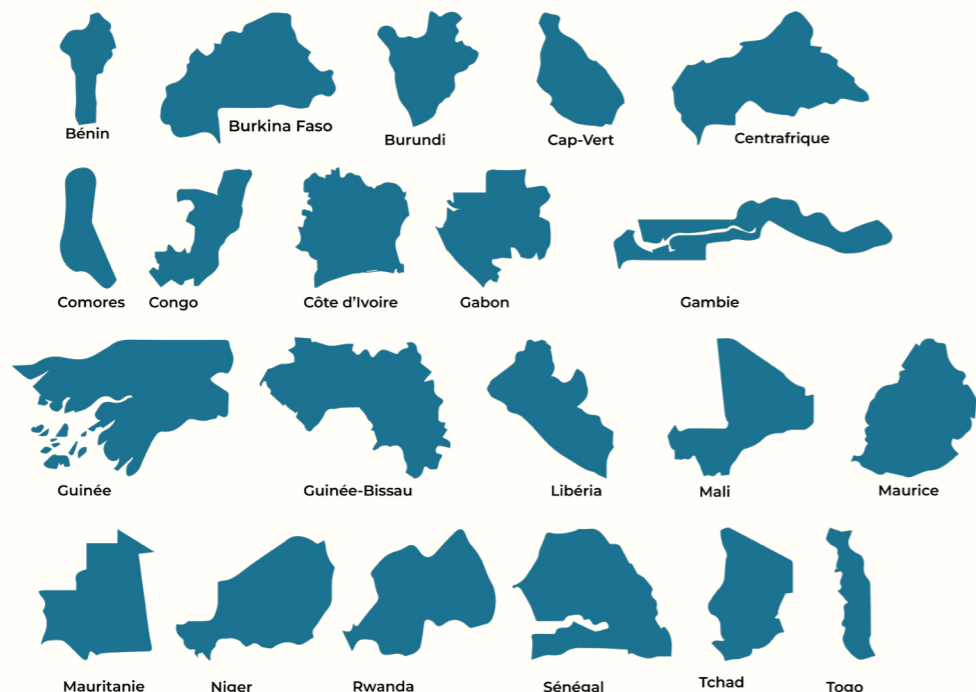 Bénin
Burkina Faso
Burundi
Cap-Vert
Centrafrique
Comores
Congo
Côte d’Ivoire
Gabon
Gambie
Guinée
Guinée-Bissau
Libéria
Mali
Maurice
Mauritanie
Niger
Rwanda
Sénégal
Tchad
Togo